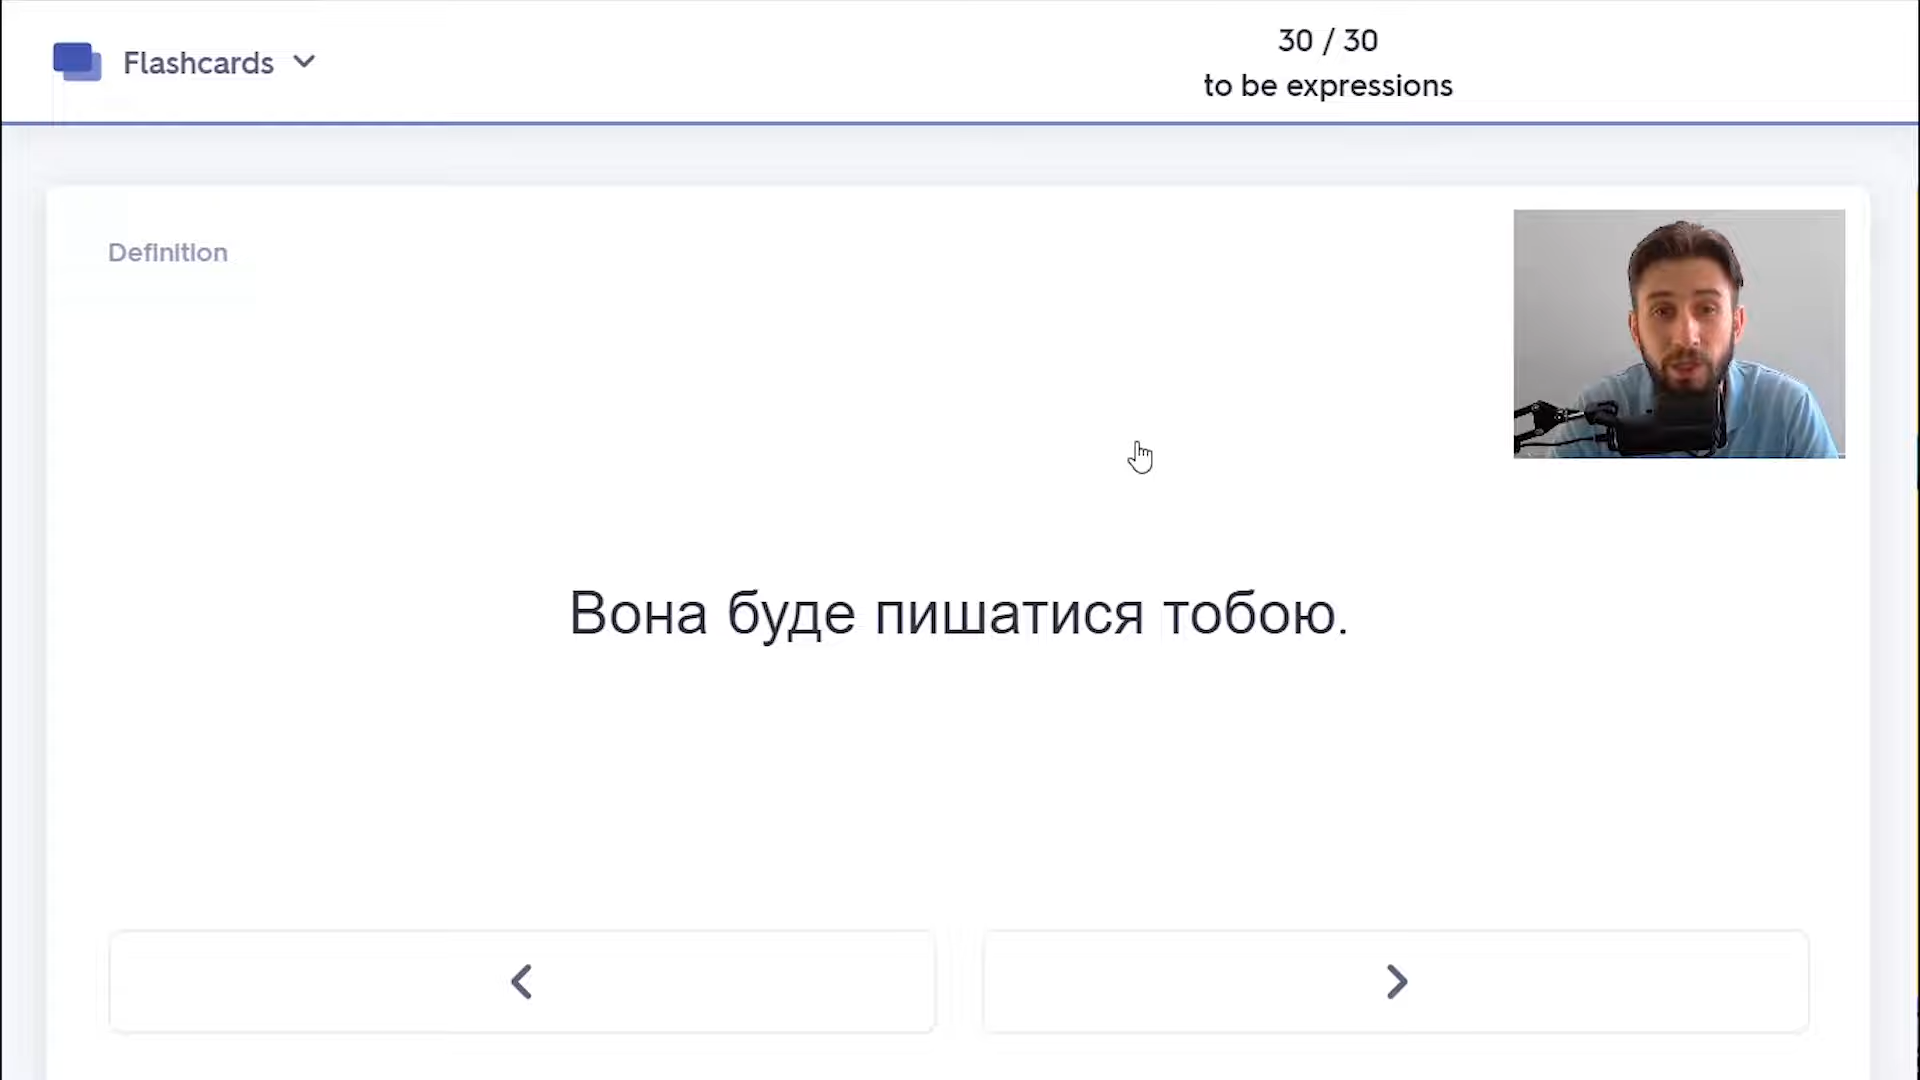 Flashcards
30 / 30
to be expressions
Definition
Вона буде пишатися тобою.